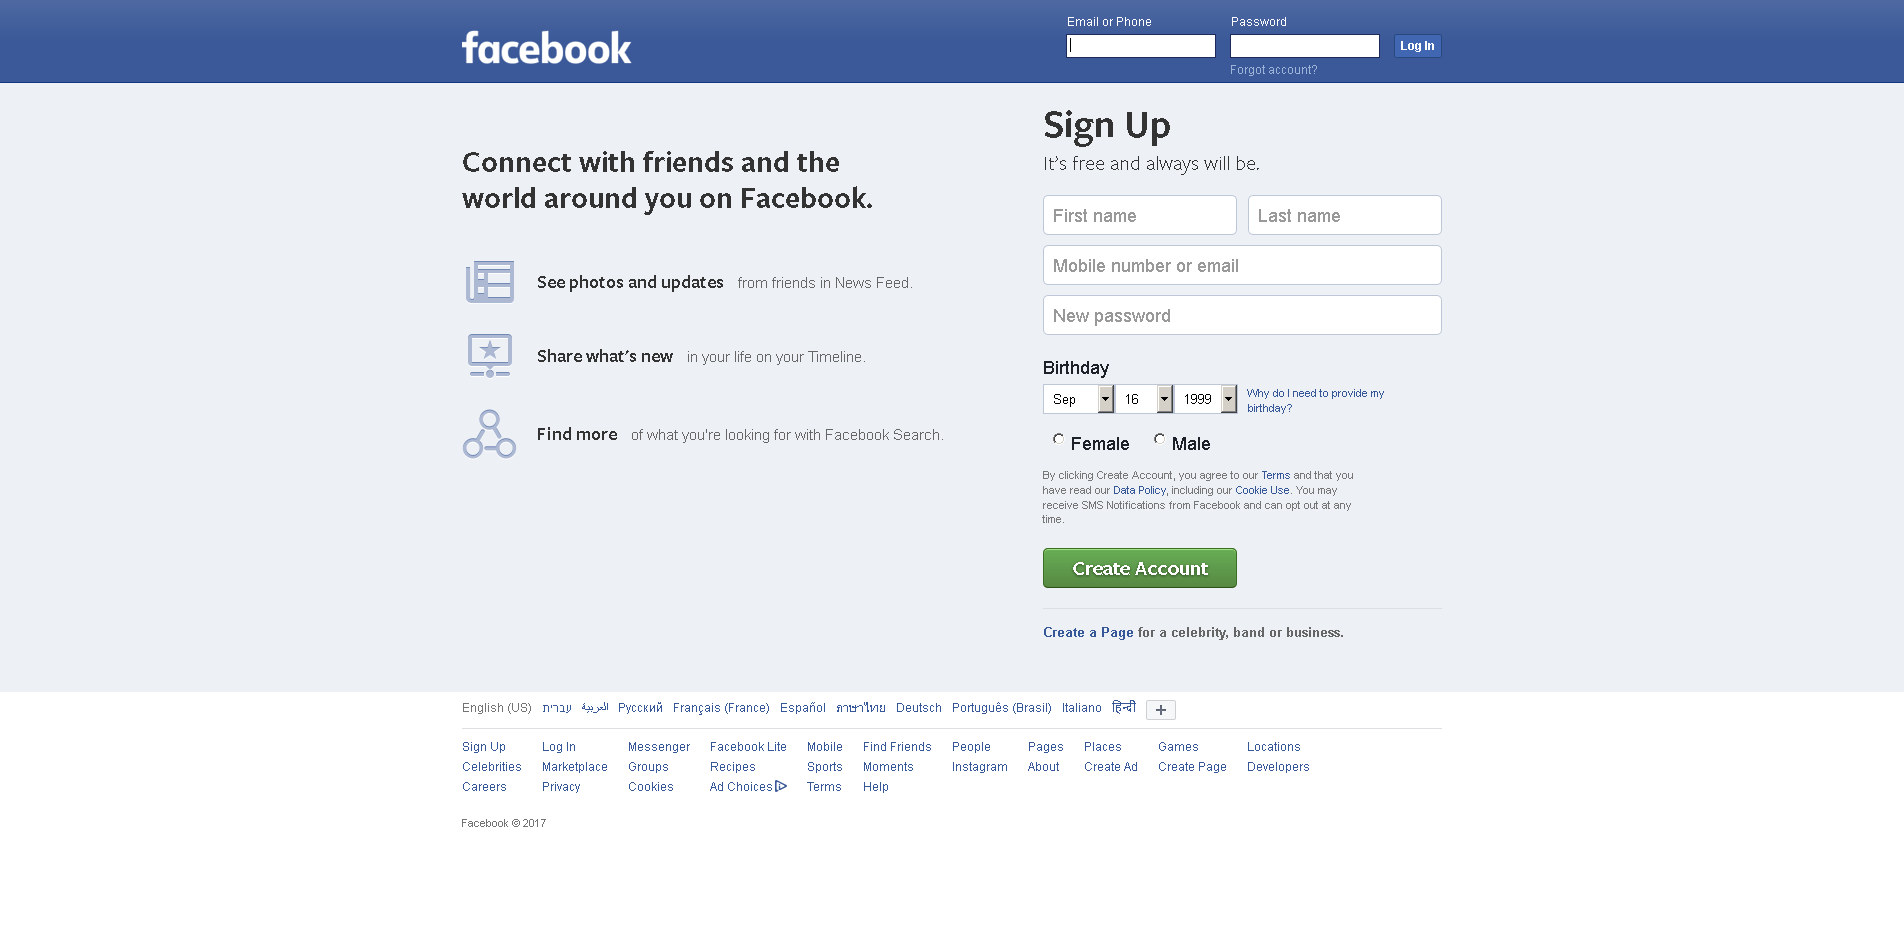 facebook
Email or Phone
Password
Log In
Forgot account?
Connect with friends and the
world around you on Facebook.
See photos and updates from friends in News Feed.
Share what's new in your life on your Timeline.
Find more of what you're looking for with Facebook Search.
Sign Up
It's free and always will be.
First name Last name
Mobile number or email
New password
Birthday
Sep 16 1999 Why do I need to provide my
birthday?
Female Male
By clicking Create Account, you agree to our Terms and that you
have read our Data Policy, including our Cookie Use. You may
receive SMS Notifications from Facebook and can opt out at any
time.
Create Account
Create a Page for a celebrity, band or business.
English (US) עברית العربية Русский Français (France) Español ภาษาไทย Deutsch Português (Brasil) Italiano हिन्दी +
Sign Up Log In Messenger Facebook Lite Mobile Find Friends People Pages Places Games Locations
Celebrities Marketplace Groups Recipes Sports Moments Instagram About Create Ad Create Page Developers
Careers Privacy Cookies Ad Choices Terms Help
Facebook © 2017